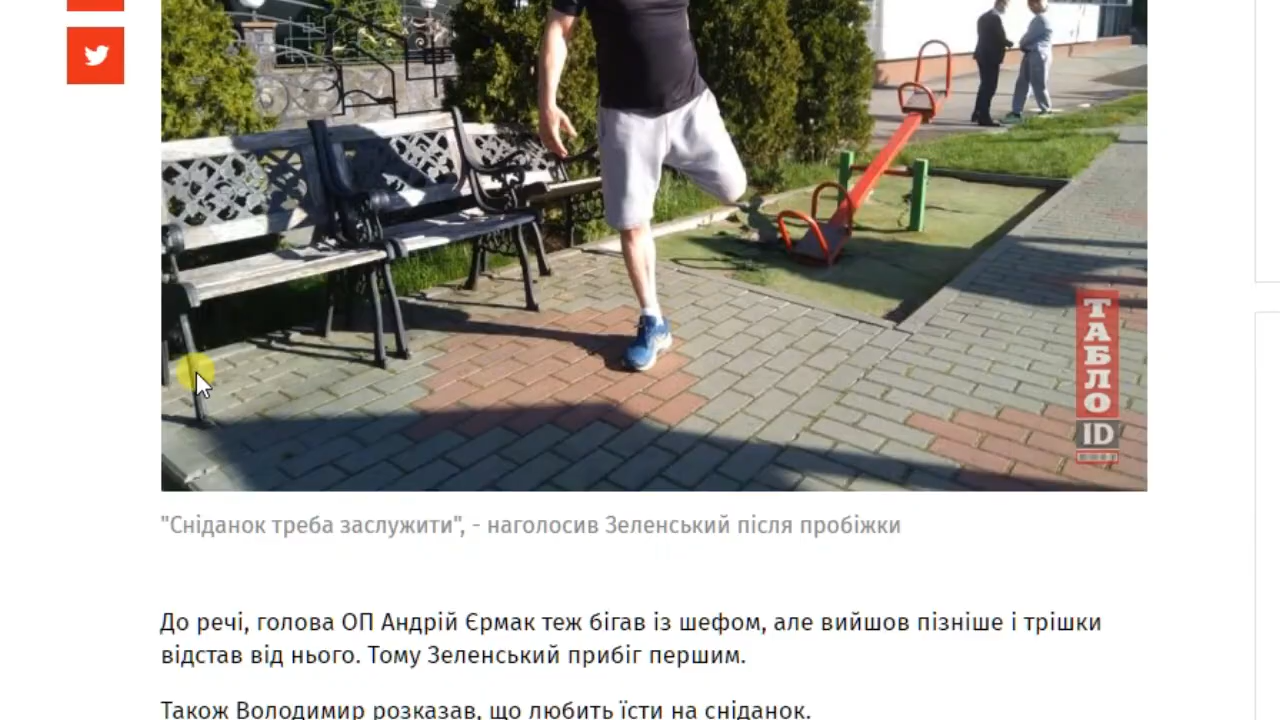 ТАБЛО
ID
"Сніданок треба заслужити", - наголосив Зеленський після пробіжки
До речі, голова ОП Андрій Єрмак теж бігав із шефом, але вийшов пізніше і трішки
відстав від нього. Тому Зеленський прибіг першим.
Також Володимир розказав, що любить їсти на сніданок.